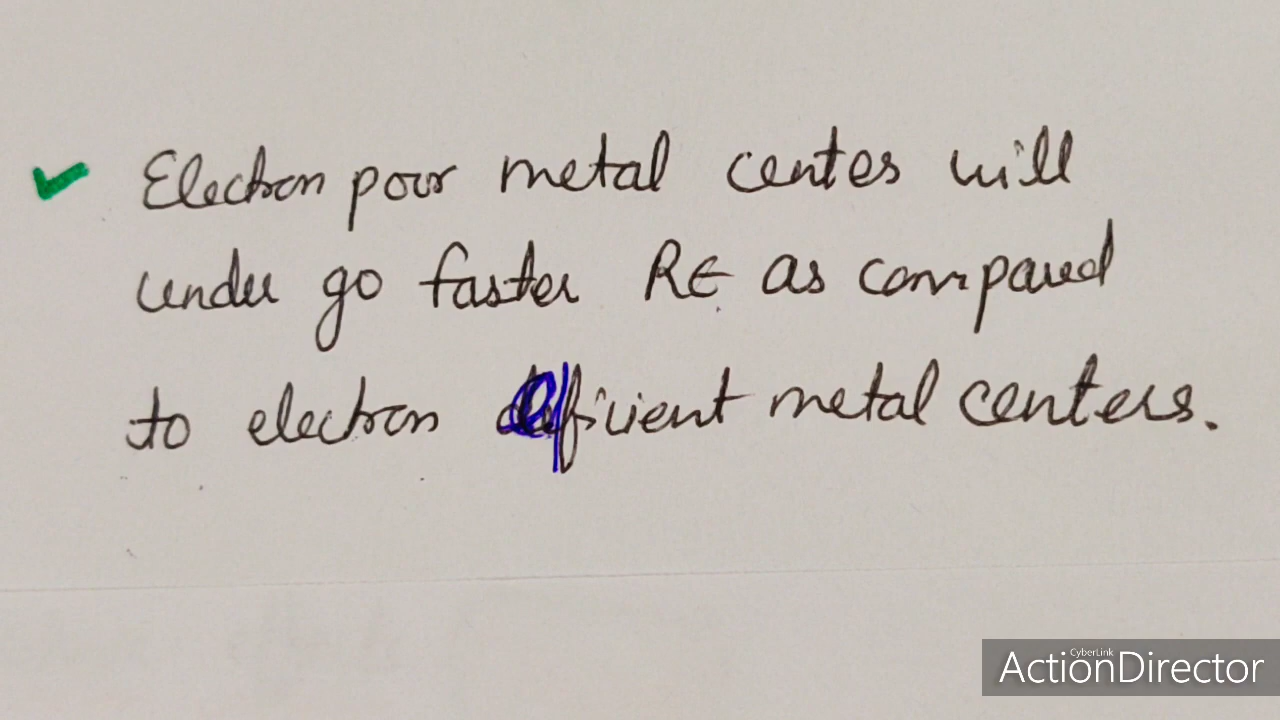 Electron poor metal centes will
under go faster RE as compared
to electron deficient metal centers.
CyberLink
ActionDirector